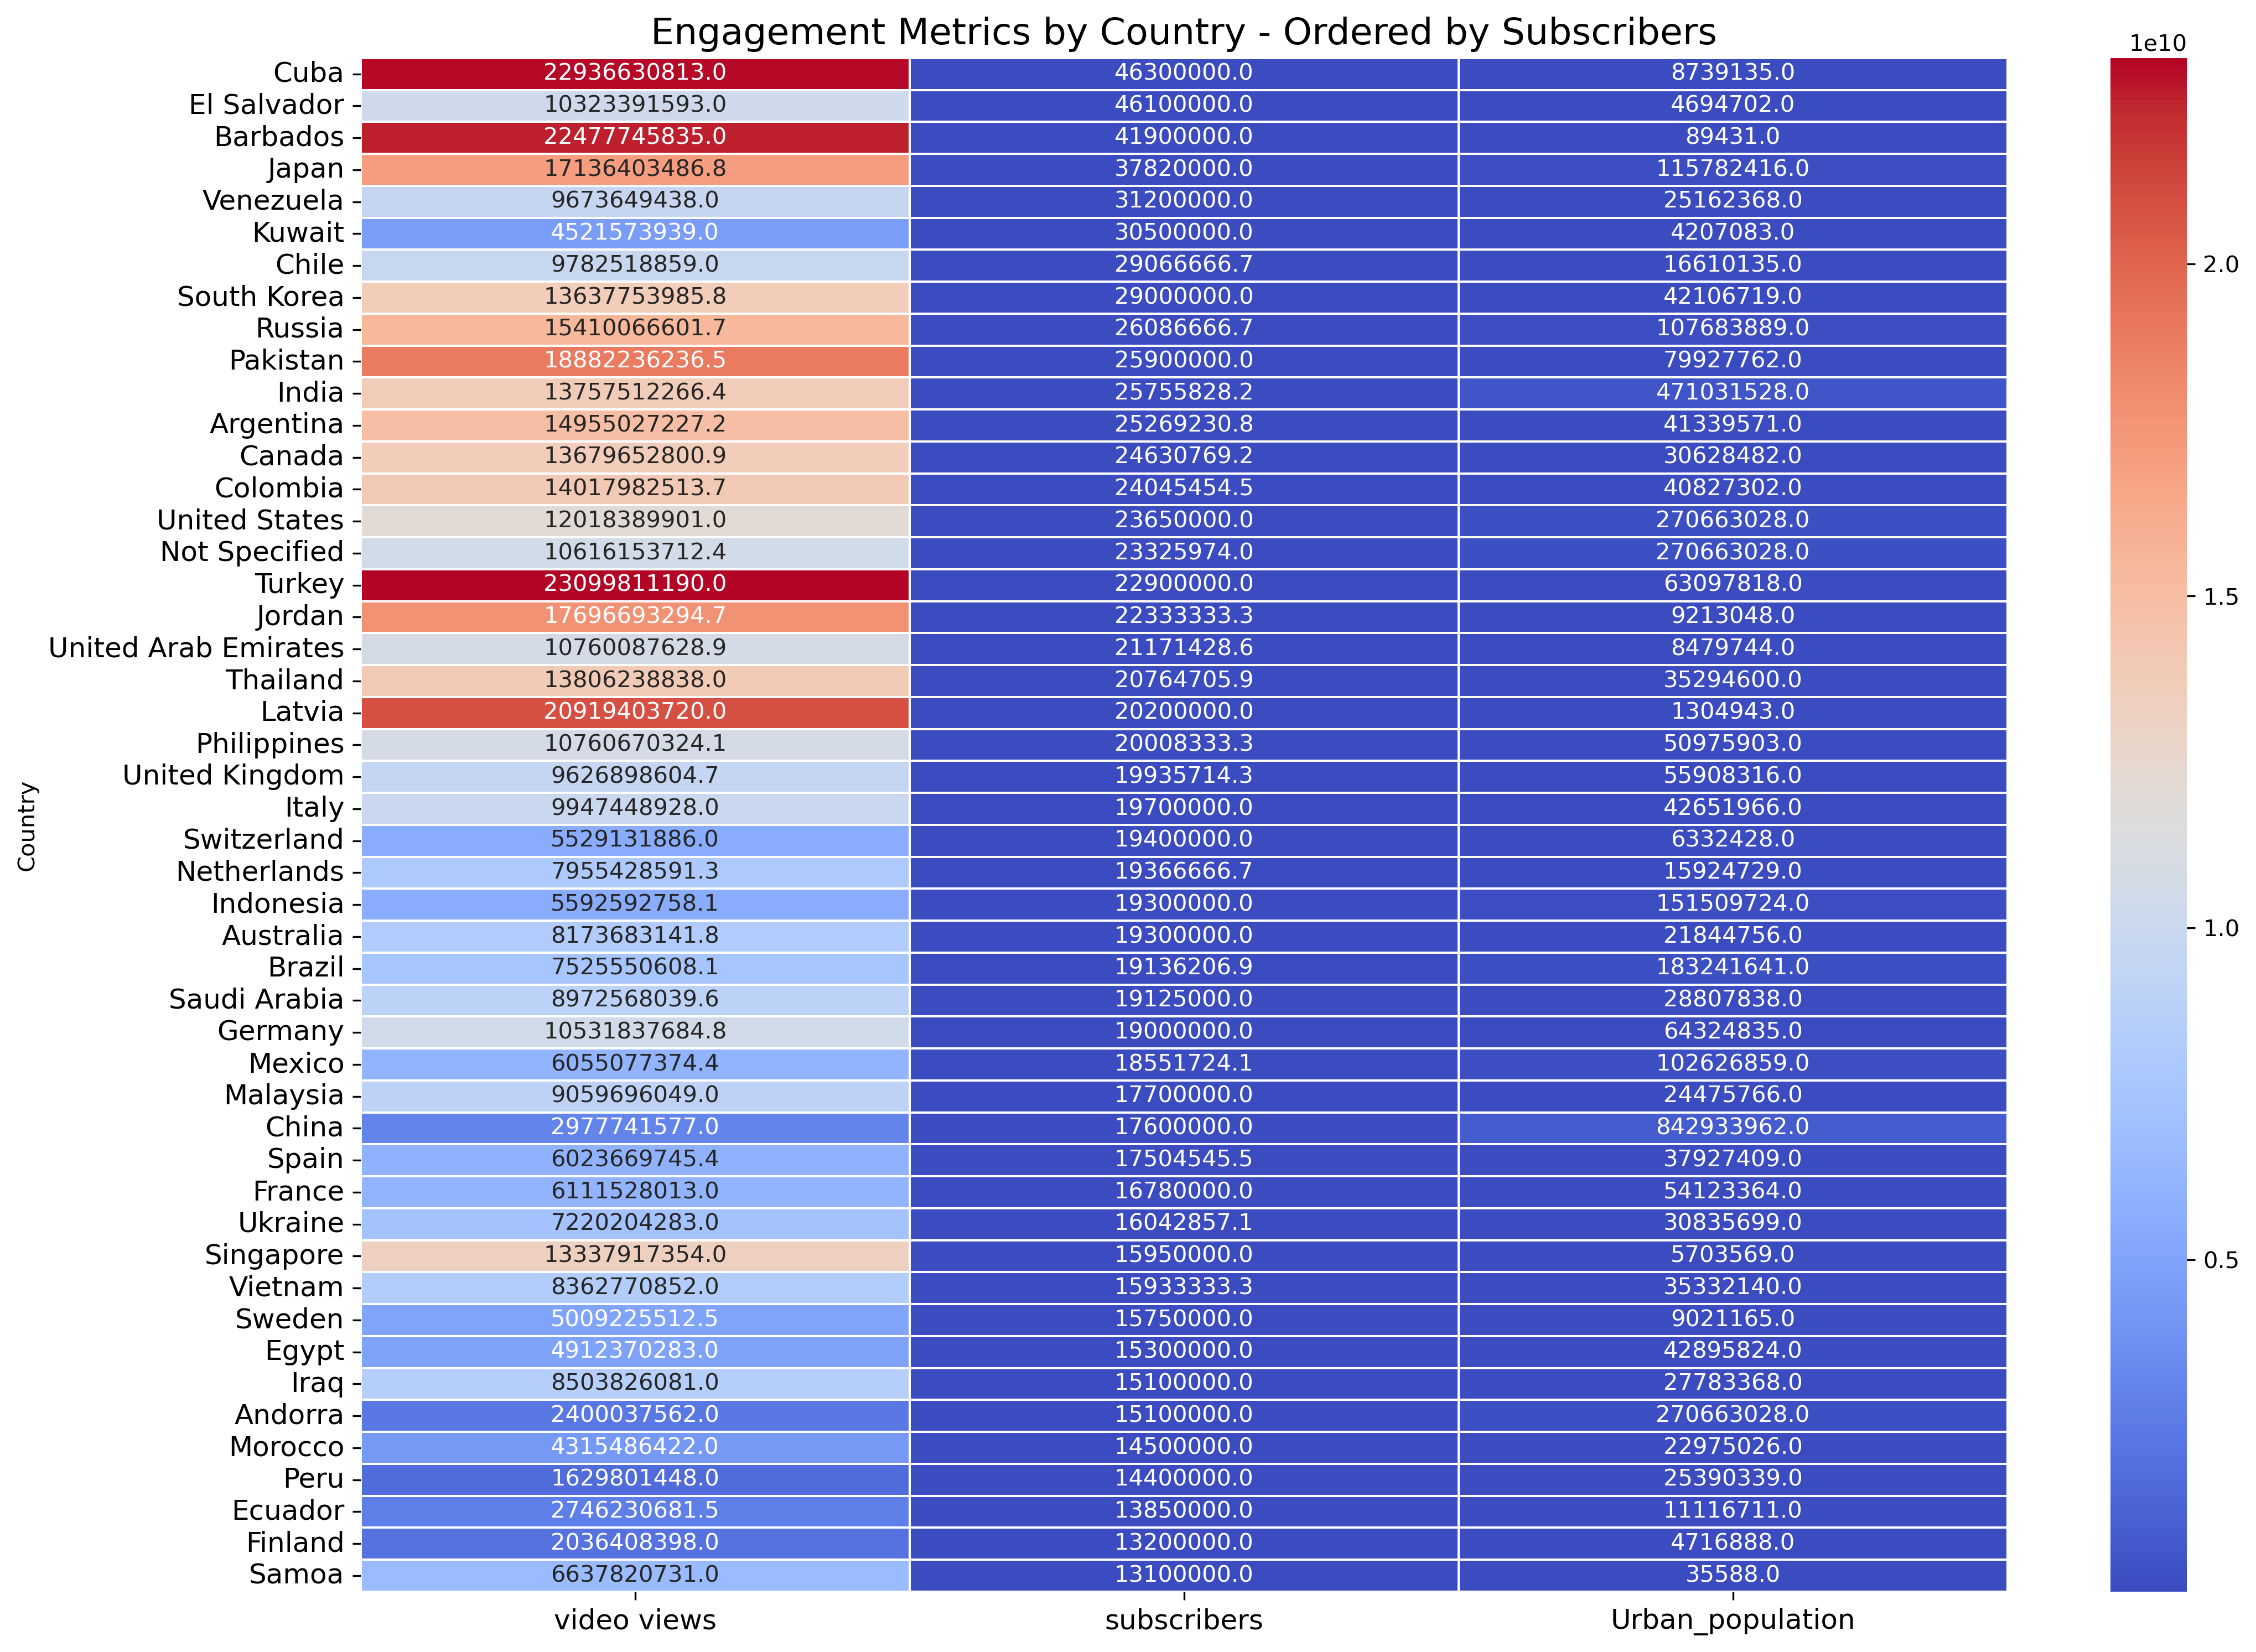 Engagement Metrics by Country - Ordered by Subscribers
1e10
Cuba 22936630813.0 46300000.0 8739135.0
El Salvador 10323391593.0 46100000.0 4694702.0
Barbados 22477745835.0 41900000.0 89431.0
Japan 17136403486.8 37820000.0 115782416.0
Venezuela 9673649438.0 31200000.0 25162368.0
Kuwait 4521573939.0 30500000.0 4207083.0
Chile 9782518859.0 29066666.7 16610135.0
2.0
South Korea 13637753985.8 29000000.0 42106719.0
Russia 15410066601.7 26086666.7 107683889.0
Pakistan 18882236236.5 25900000.0 79927762.0
India 13757512266.4 25755828.2 471031528.0
Argentina 14955027227.2 25269230.8 41339571.0
Canada 13679652800.9 24630769.2 30628482.0
Colombia 14017982513.7 24045454.5 40827302.0
United States 12018389901.0 23650000.0 270663028.0
Not Specified 10616153712.4 23325974.0 270663028.0
Turkey 23099811190.0 22900000.0 63097818.0
1.5
Jordan 17696693294.7 22333333.3 9213048.0
United Arab Emirates 10760087628.9 21171428.6 8479744.0
Thailand 13806238838.0 20764705.9 35294600.0
Latvia 20919403720.0 20200000.0 1304943.0
Philippines 10760670324.1 20008333.3 50975903.0
United Kingdom 9626898604.7 19935714.3 55908316.0
Italy 9947448928.0 19700000.0 42651966.0
Country
Switzerland 5529131886.0 19400000.0 6332428.0
Netherlands 7955428591.3 19366666.7 15924729.0
Indonesia 5592592758.1 19300000.0 151509724.0
Australia 8173683141.8 19300000.0 21844756.0
1.0
Brazil 7525550608.1 19136206.9 183241641.0
Saudi Arabia 8972568039.6 19125000.0 28807838.0
Germany 10531837684.8 19000000.0 64324835.0
Mexico 6055077374.4 18551724.1 102626859.0
Malaysia 9059696049.0 17700000.0 24475766.0
China 2977741577.0 17600000.0 842933962.0
Spain 6023669745.4 17504545.5 37927409.0
France 6111528013.0 16780000.0 54123364.0
Ukraine 7220204283.0 16042857.1 30835699.0
Singapore 13337917354.0 15950000.0 5703569.0
0.5
Vietnam 8362770852.0 15933333.3 35332140.0
Sweden 5009225512.5 15750000.0 9021165.0
Egypt 4912370283.0 15300000.0 42895824.0
Iraq 8503826081.0 15100000.0 27783368.0
Andorra 2400037562.0 15100000.0 270663028.0
Morocco 4315486422.0 14500000.0 22975026.0
Peru 1629801448.0 14400000.0 25390339.0
Ecuador 2746230681.5 13850000.0 11116711.0
Finland 2036408398.0 13200000.0 4716888.0
Samoa 6637820731.0 13100000.0 35588.0
video views subscribers Urban_population